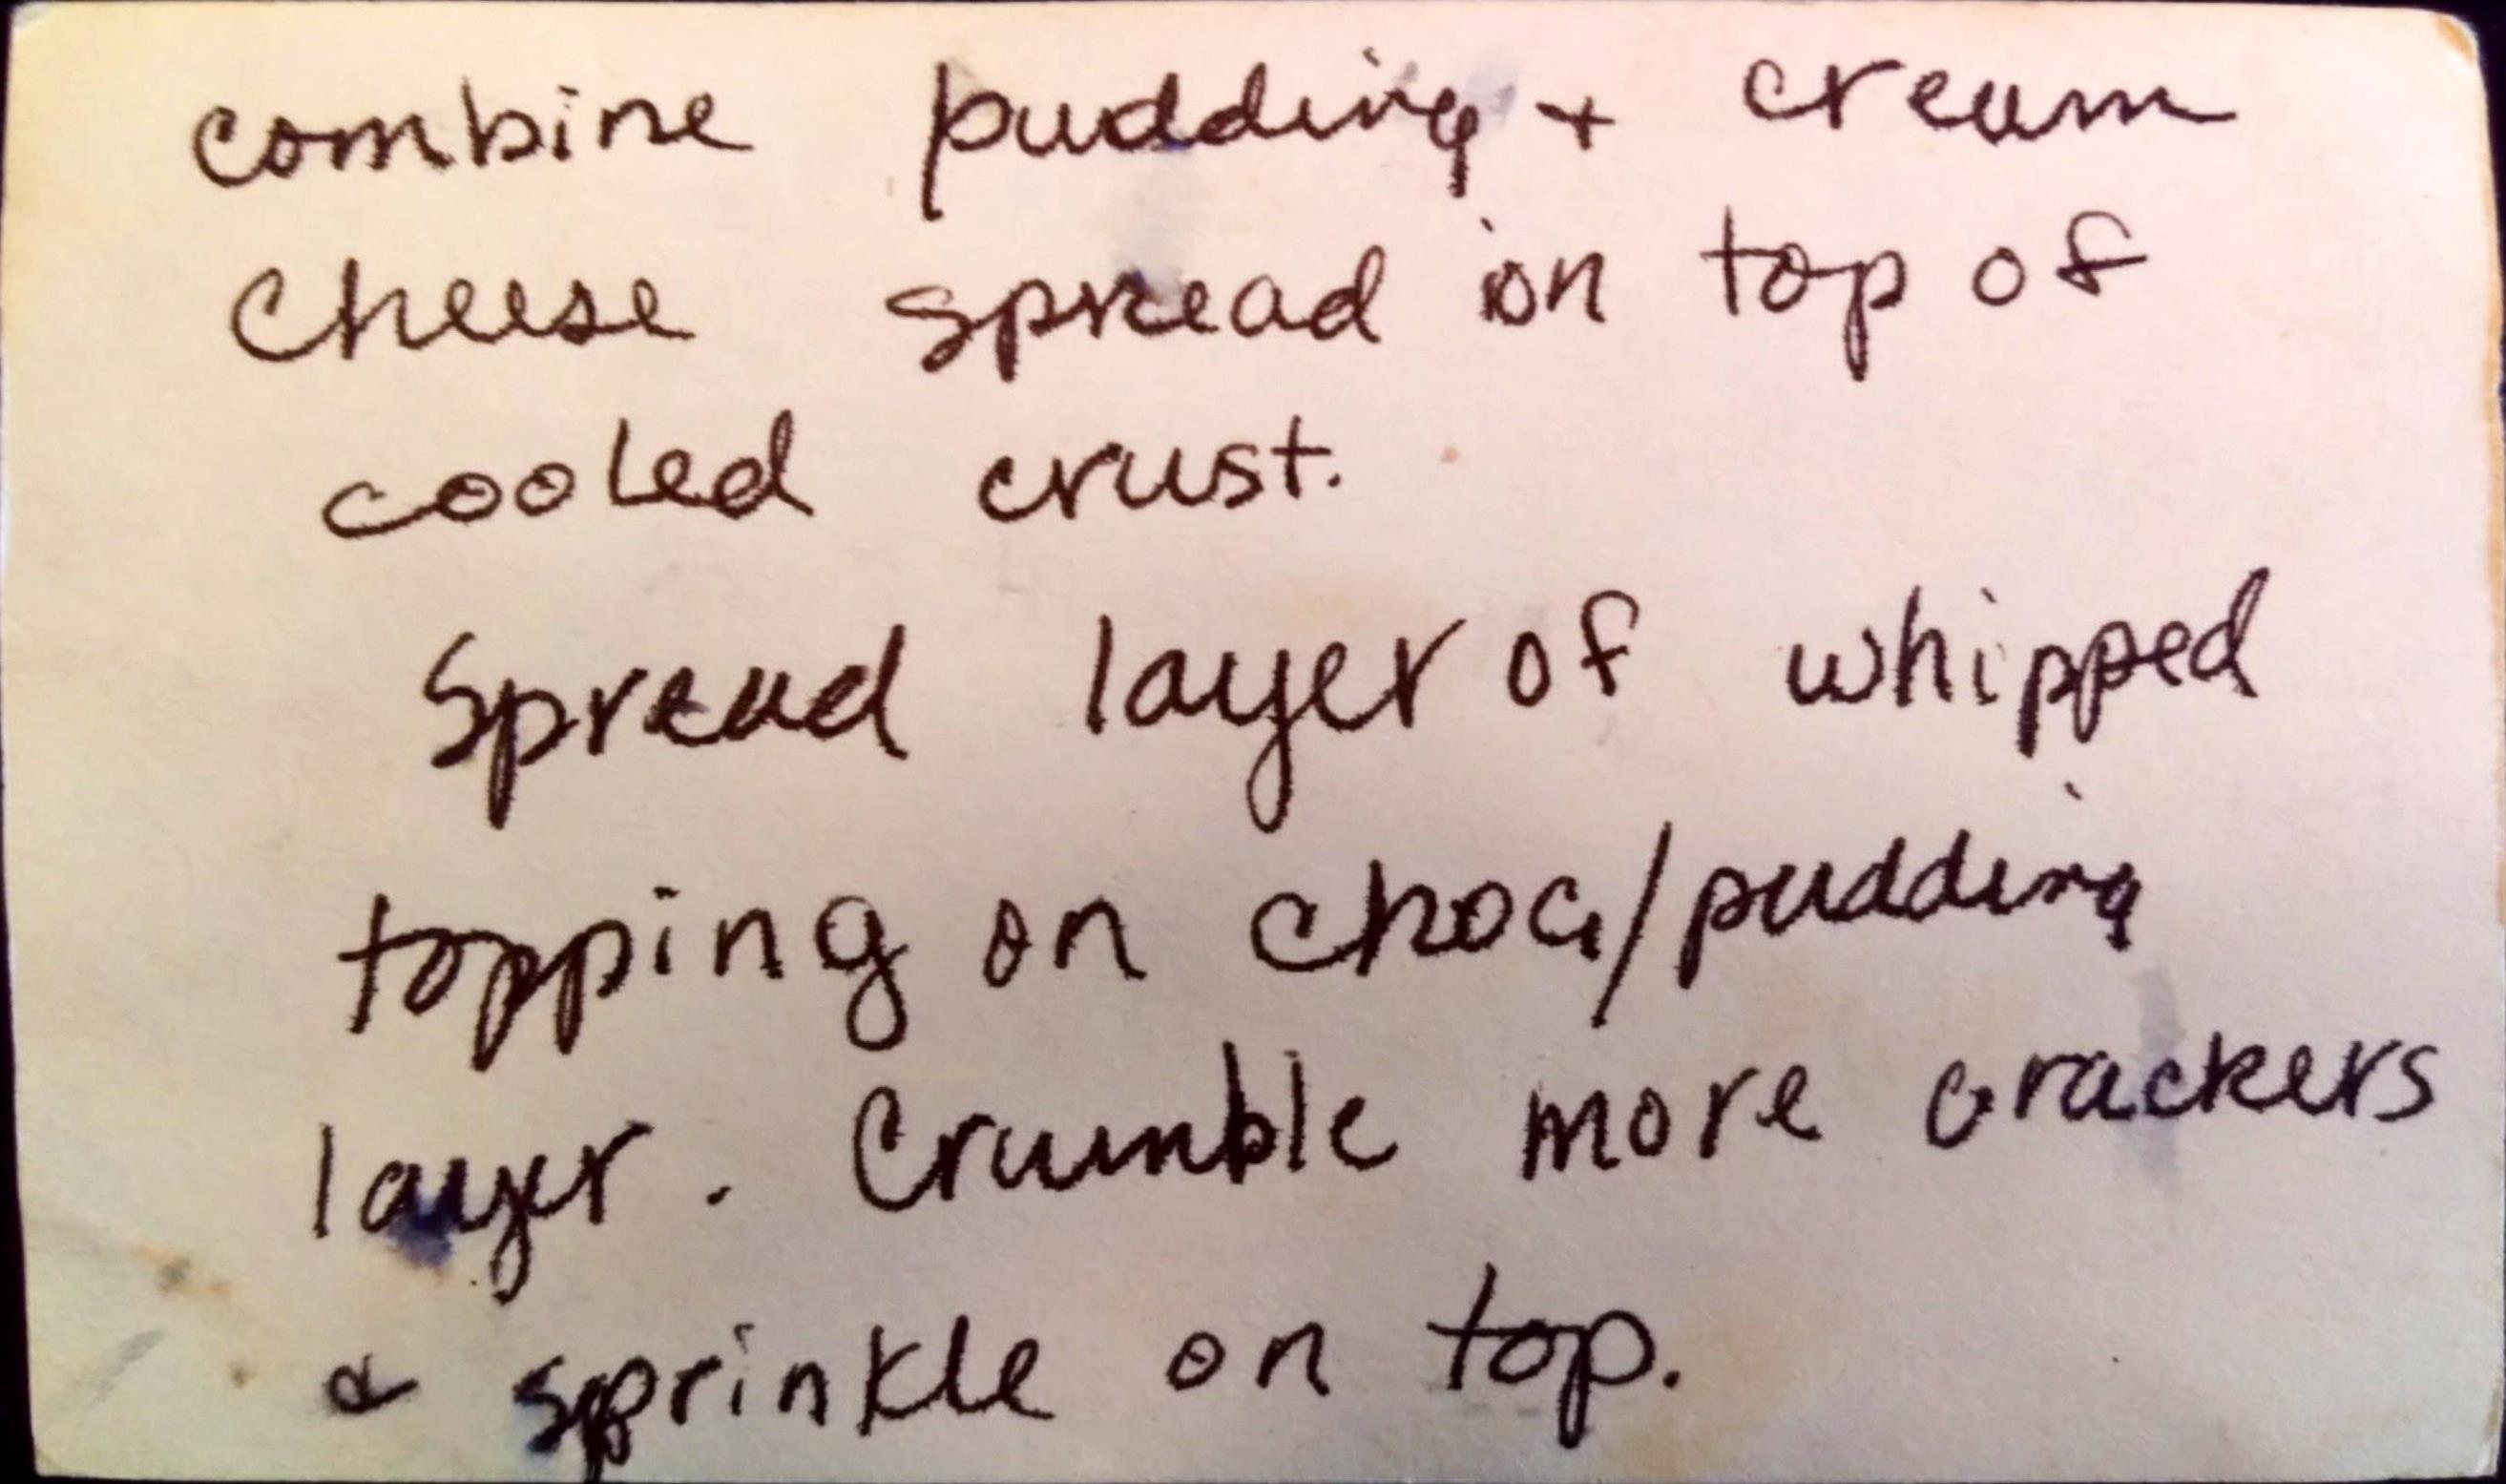 combine pudding + cream
cheese spread on top of
cooled crust.
Spread layer of whipped
topping on choc/pudding
layer. Crumble more crackers
& sprinkle on top.